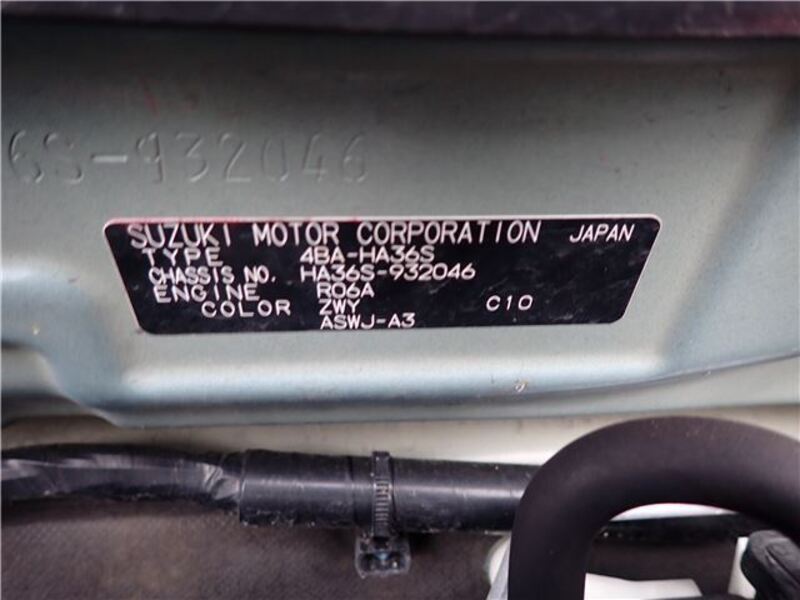 6S-932046
SUZUKI MOTOR CORPORATION JAPAN
TYPE 4BA-HA36S
CHASSIS NO. HA36S-932046
ENGINE R06A
COLOR ZWY C10
ASWJ-A3